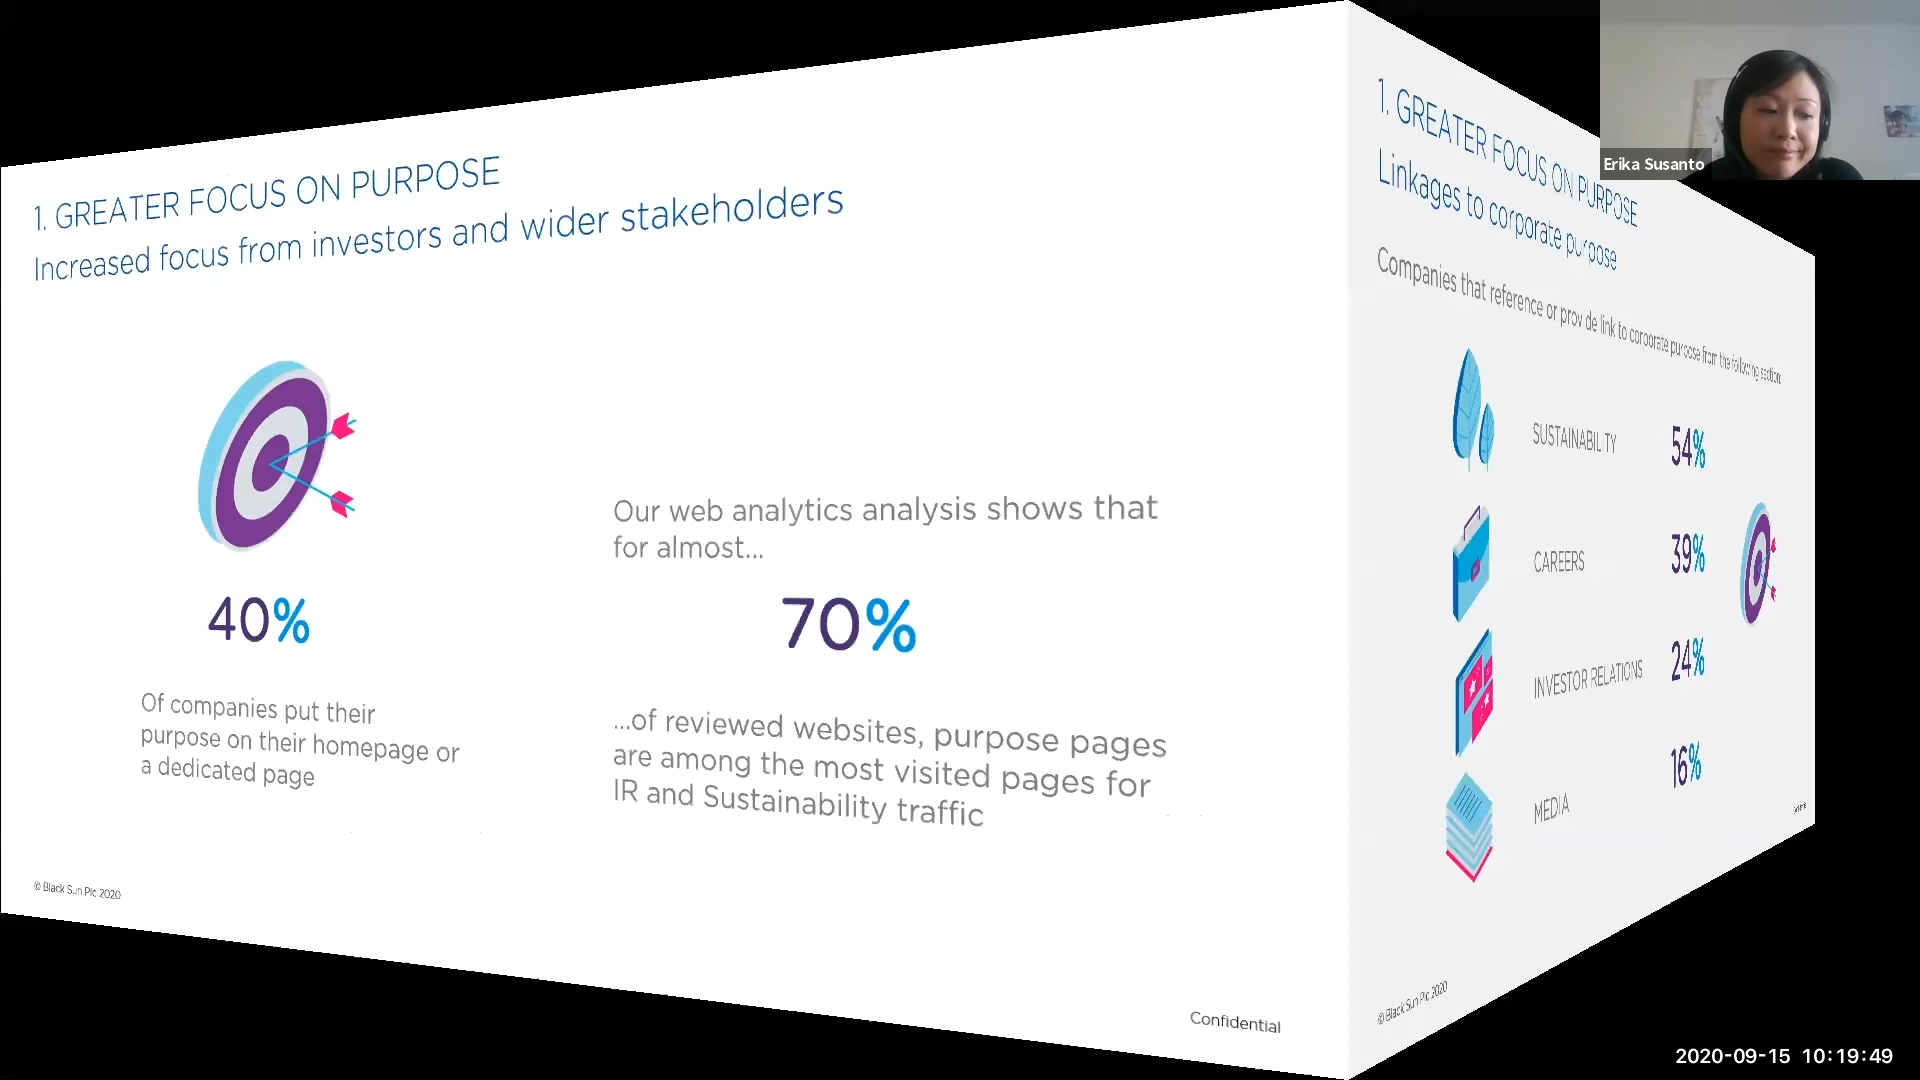 1. GREATER FOCUS ON PURPOSE
Increased focus from investors and wider stakeholders
40%
Of companies put their
purpose on their homepage or
a dedicated page
Our web analytics analysis shows that
for almost...
70%
...of reviewed websites, purpose pages
are among the most visited pages for
IR and Sustainability traffic
© Black Sun Plc 2020
Confidential
1. GREATER FOCUS ON PURPOSE
Linkages to corporate purpose
Companies that reference or provide link to corporate purpose from the following section:
SUSTAINABILITY 54%
CAREERS 39%
INVESTOR RELATIONS 24%
MEDIA 16%
© Black Sun Plc 2020
Erika Susanto
2020-09-15 10:19:49